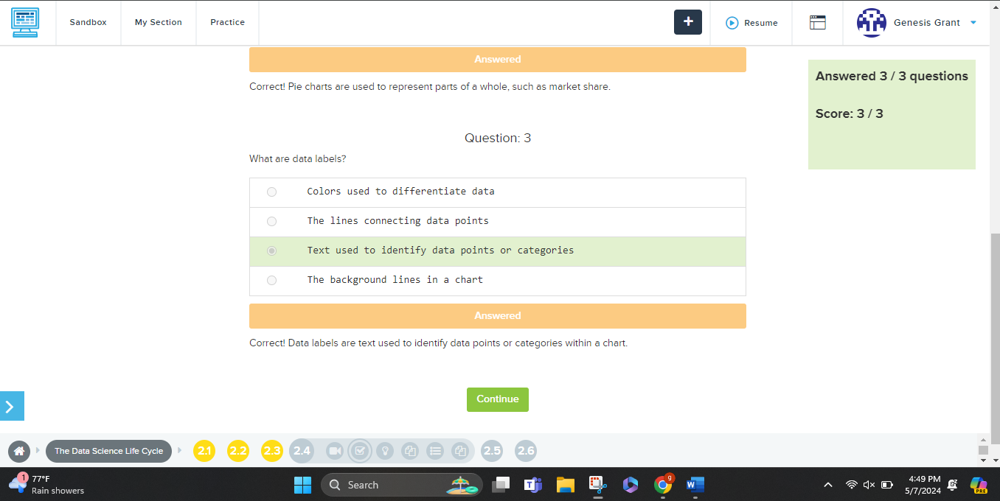 Sandbox
My Section
Practice
+
Resume
Genesis Grant
Answered
Correct! Pie charts are used to represent parts of a whole, such as market share.
Answered 3 / 3 questions
Score: 3 / 3
Question: 3
What are data labels?
Colors used to differentiate data
The lines connecting data points
Text used to identify data points or categories
The background lines in a chart
Answered
Correct! Data labels are text used to identify data points or categories within a chart.
Continue
The Data Science Life Cycle
2.1
2.2
2.3
2.4
2.5
2.6
1
77°F
Rain showers
Search
T
9
W
4:49 PM
5/7/2024
PRE